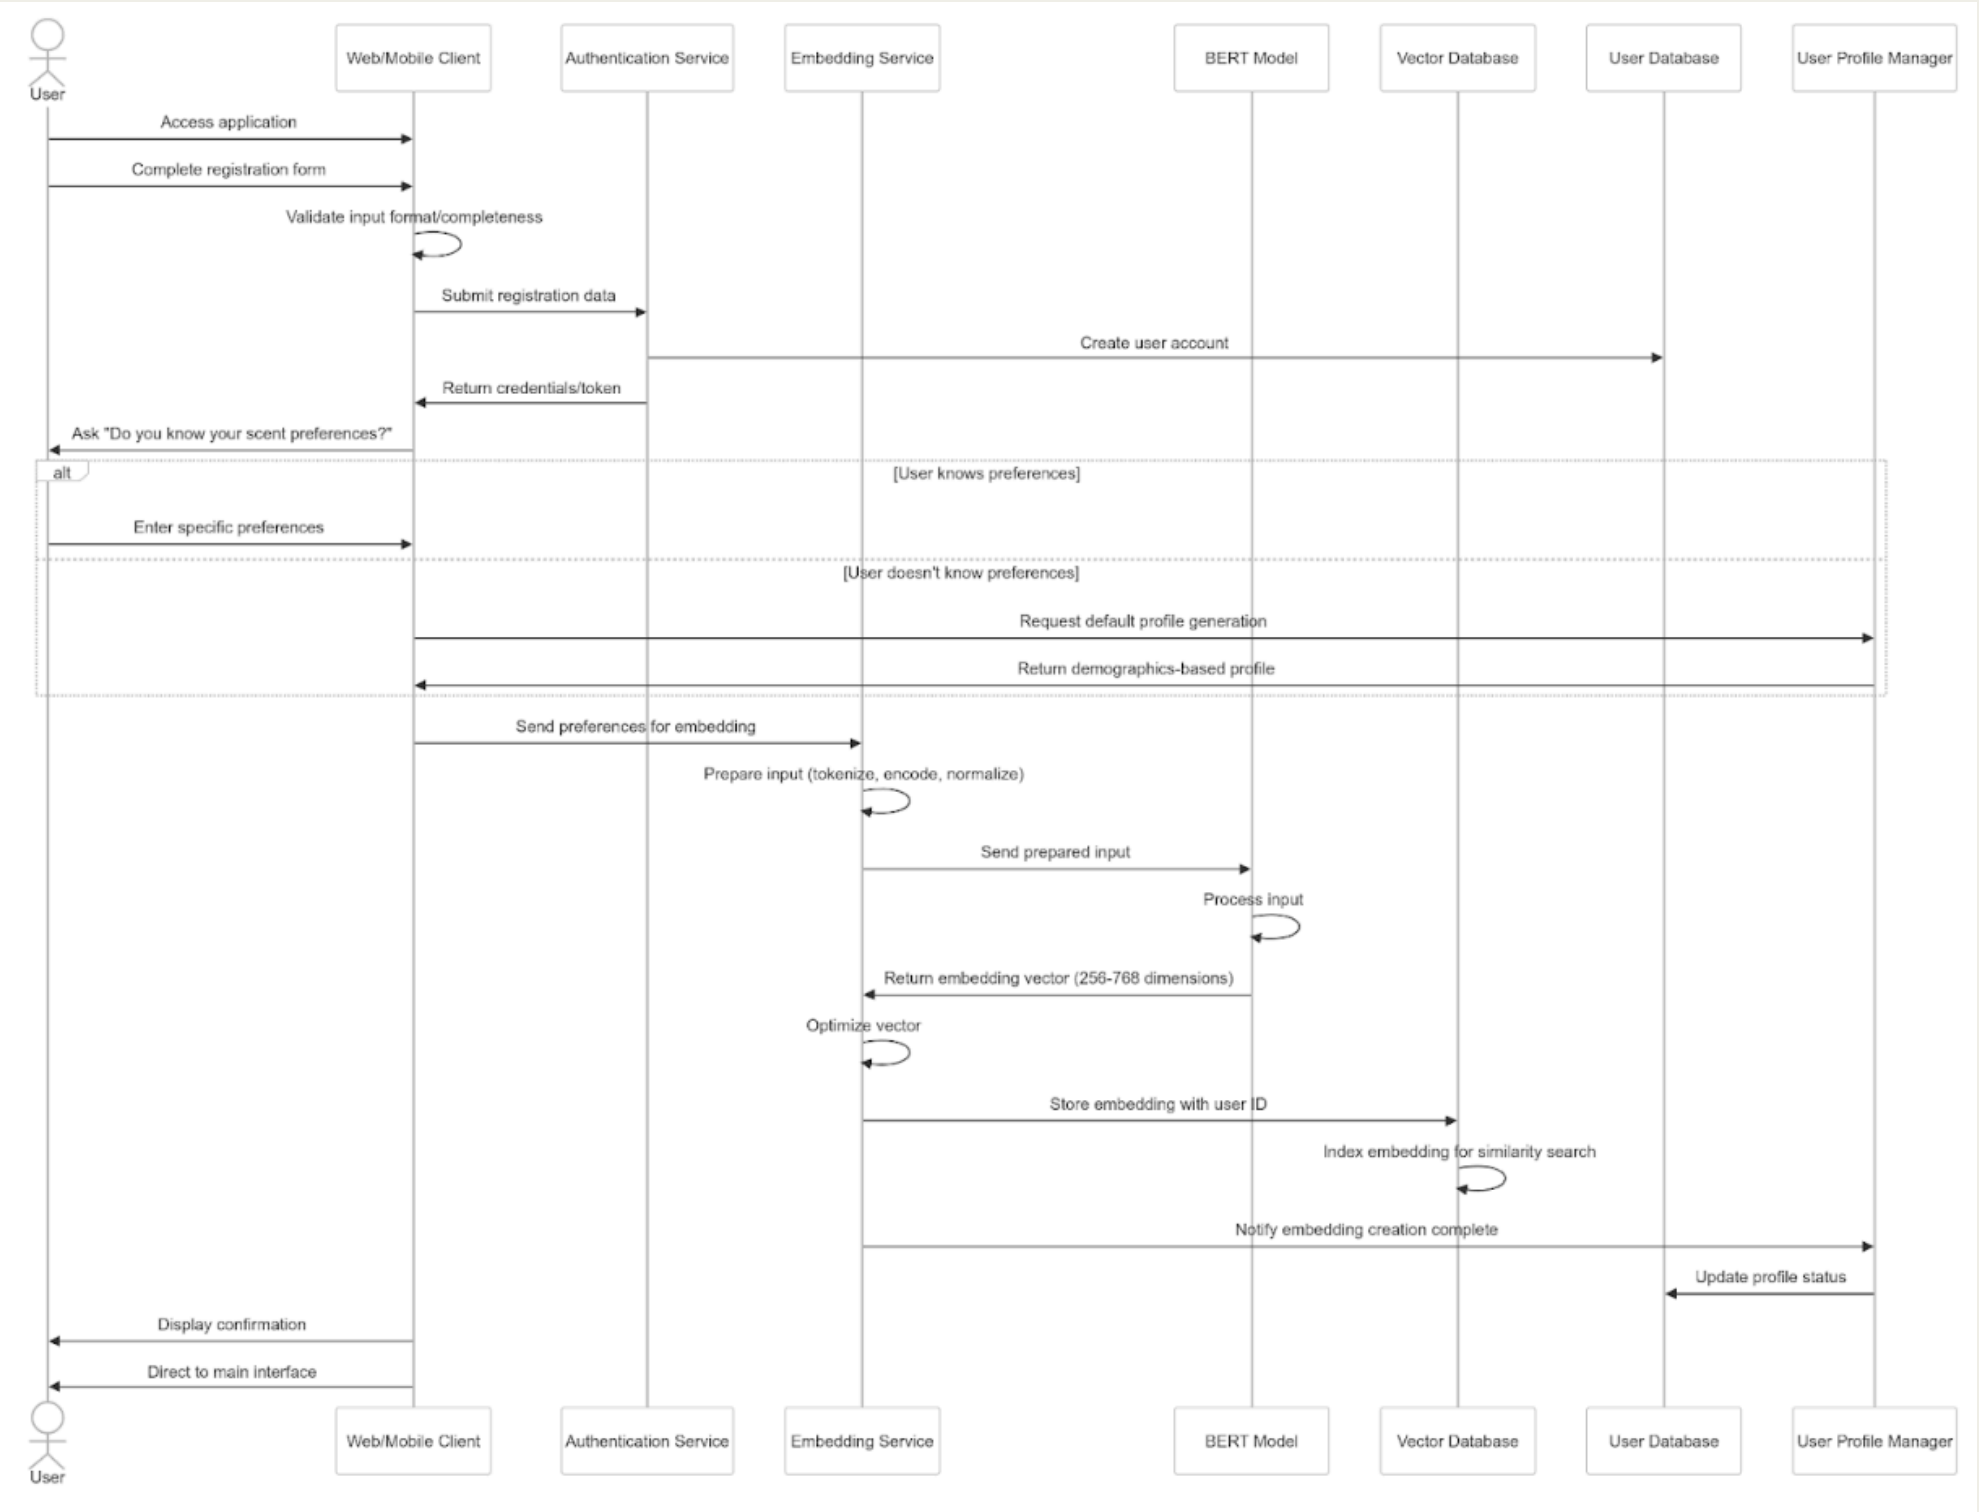 User
Web/Mobile Client
Authentication Service
Embedding Service
BERT Model
Vector Database
User Database
User Profile Manager
Access application
Complete registration form
Validate input format/completeness
Submit registration data
Create user account
Return credentials/token
Ask "Do you know your scent preferences?"
alt
[User knows preferences]
Enter specific preferences
[User doesn't know preferences]
Request default profile generation
Return demographics-based profile
Send preferences for embedding
Prepare input (tokenize, encode, normalize)
Send prepared input
Process input
Return embedding vector (256-768 dimensions)
Optimize vector
Store embedding with user ID
Index embedding for similarity search
Notify embedding creation complete
Update profile status
Display confirmation
Direct to main interface
User
Web/Mobile Client
Authentication Service
Embedding Service
BERT Model
Vector Database
User Database
User Profile Manager